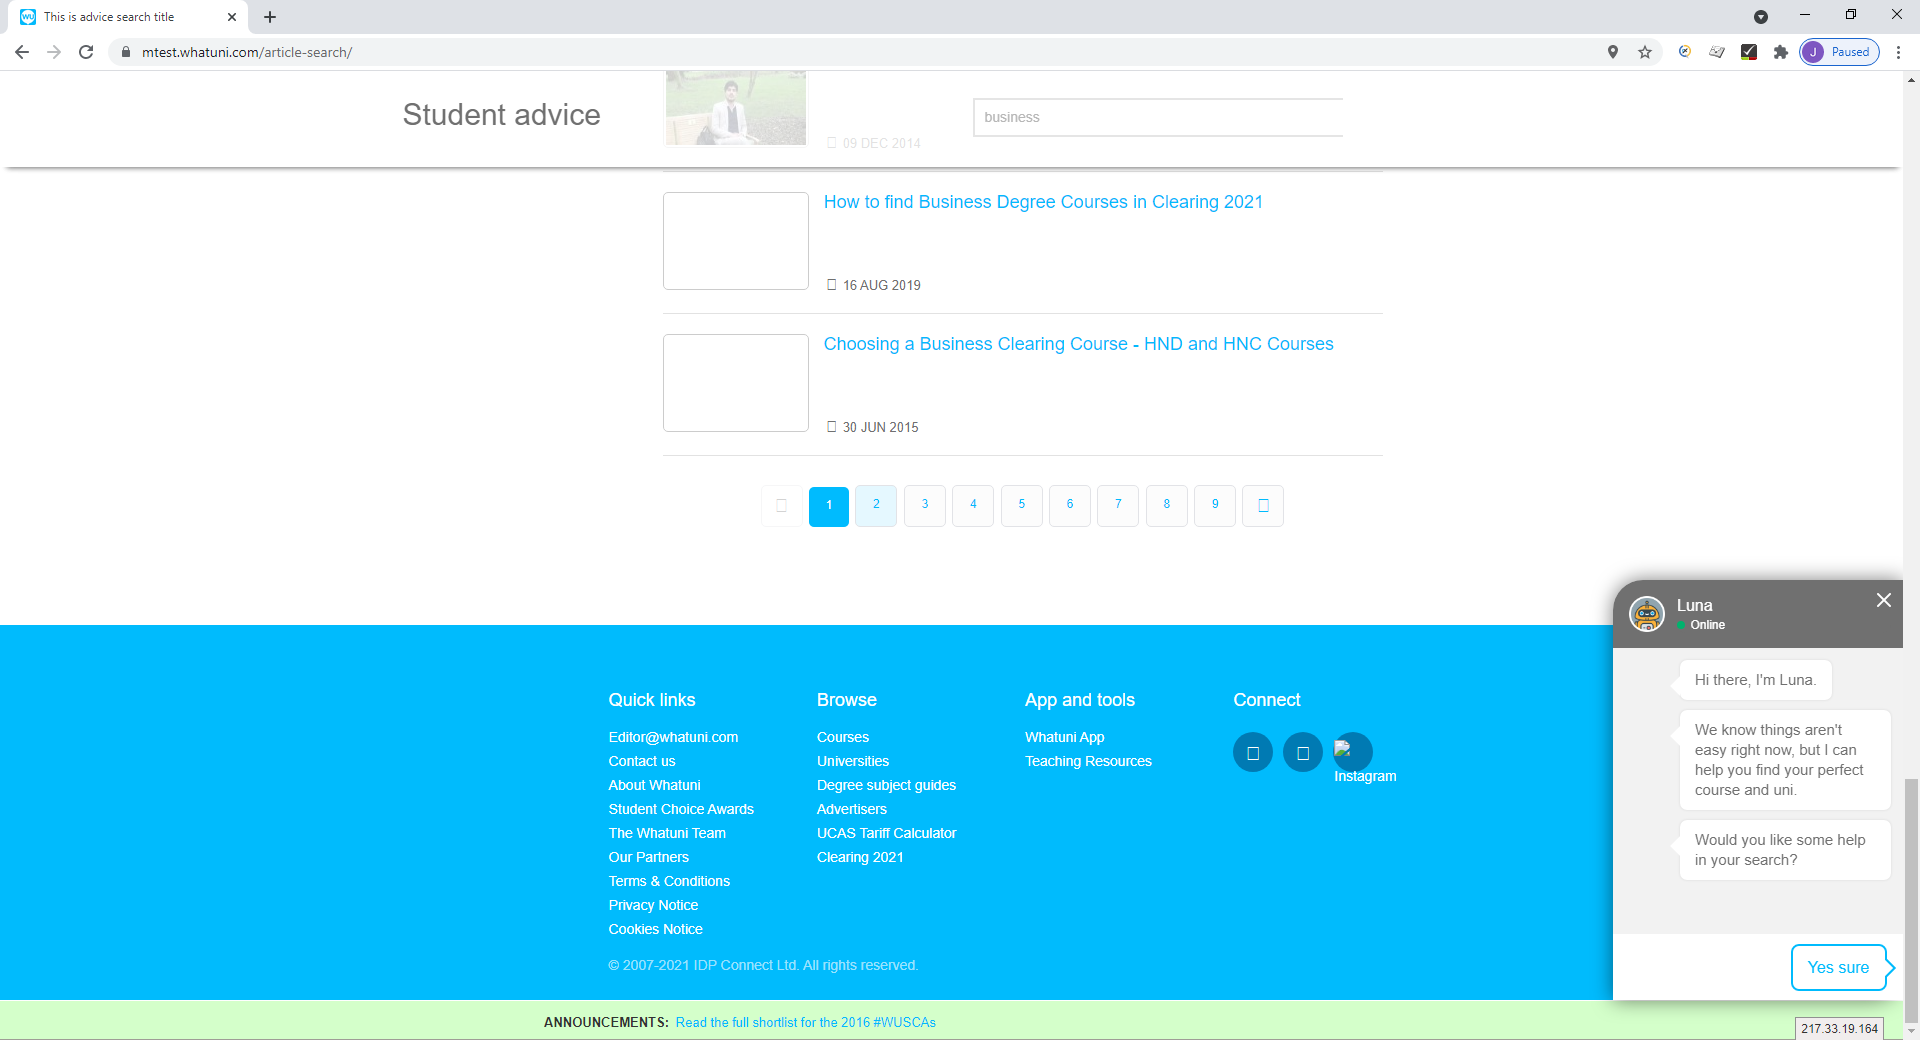 This is advice search title
mtest.whatuni.com/article-search/
J Paused
Student advice
business
09 DEC 2014
How to find Business Degree Courses in Clearing 2021
16 AUG 2019
Choosing a Business Clearing Course - HND and HNC Courses
30 JUN 2015
1 2 3 4 5 6 7 8 9
Quick links
Editor@whatuni.com
Contact us
About Whatuni
Student Choice Awards
The Whatuni Team
Our Partners
Terms & Conditions
Privacy Notice
Cookies Notice
Browse
Courses
Universities
Degree subject guides
Advertisers
UCAS Tariff Calculator
Clearing 2021
App and tools
Whatuni App
Teaching Resources
Connect
Instagram
© 2007-2021 IDP Connect Ltd. All rights reserved.
Luna
Online
Hi there, I'm Luna.
We know things aren't
easy right now, but I can
help you find your perfect
course and uni.
Would you like some help
in your search?
Yes sure
ANNOUNCEMENTS: Read the full shortlist for the 2016 #WUSCAs
217.33.19.164